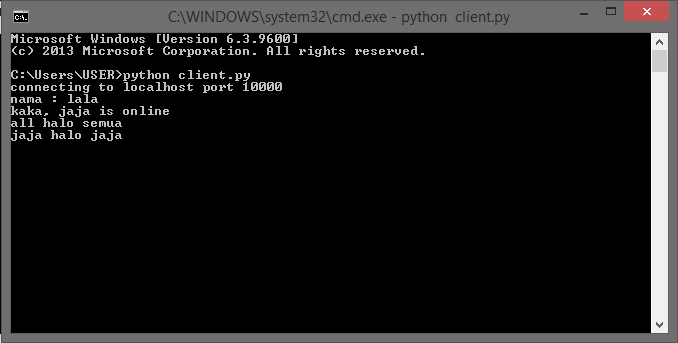 C:\WINDOWS\system32\cmd.exe - python  client.py
Microsoft Windows [Version 6.3.9600]
(c) 2013 Microsoft Corporation. All rights reserved.
C:\Users\USER>python client.py
connecting to localhost port 10000
nama : lala
kaka, jaja is online
all halo semua
jaja halo jaja